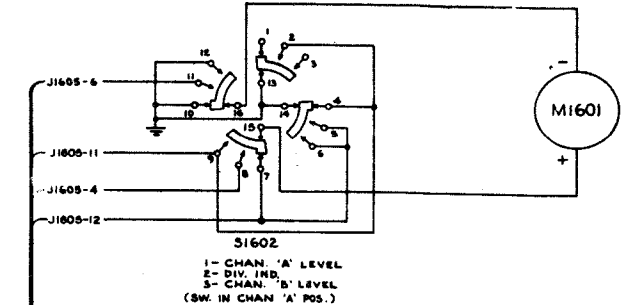 J1605-6
J1605-11
J1605-4
J1605-12
1
2
3
12
11
13
10
16
14
4
15
5
6
9
8
7
-
M1601
+
S1602
1- CHAN. 'A' LEVEL
2- DIV. IND.
3- CHAN. 'B' LEVEL
(SW. IN CHAN 'A' POS.)